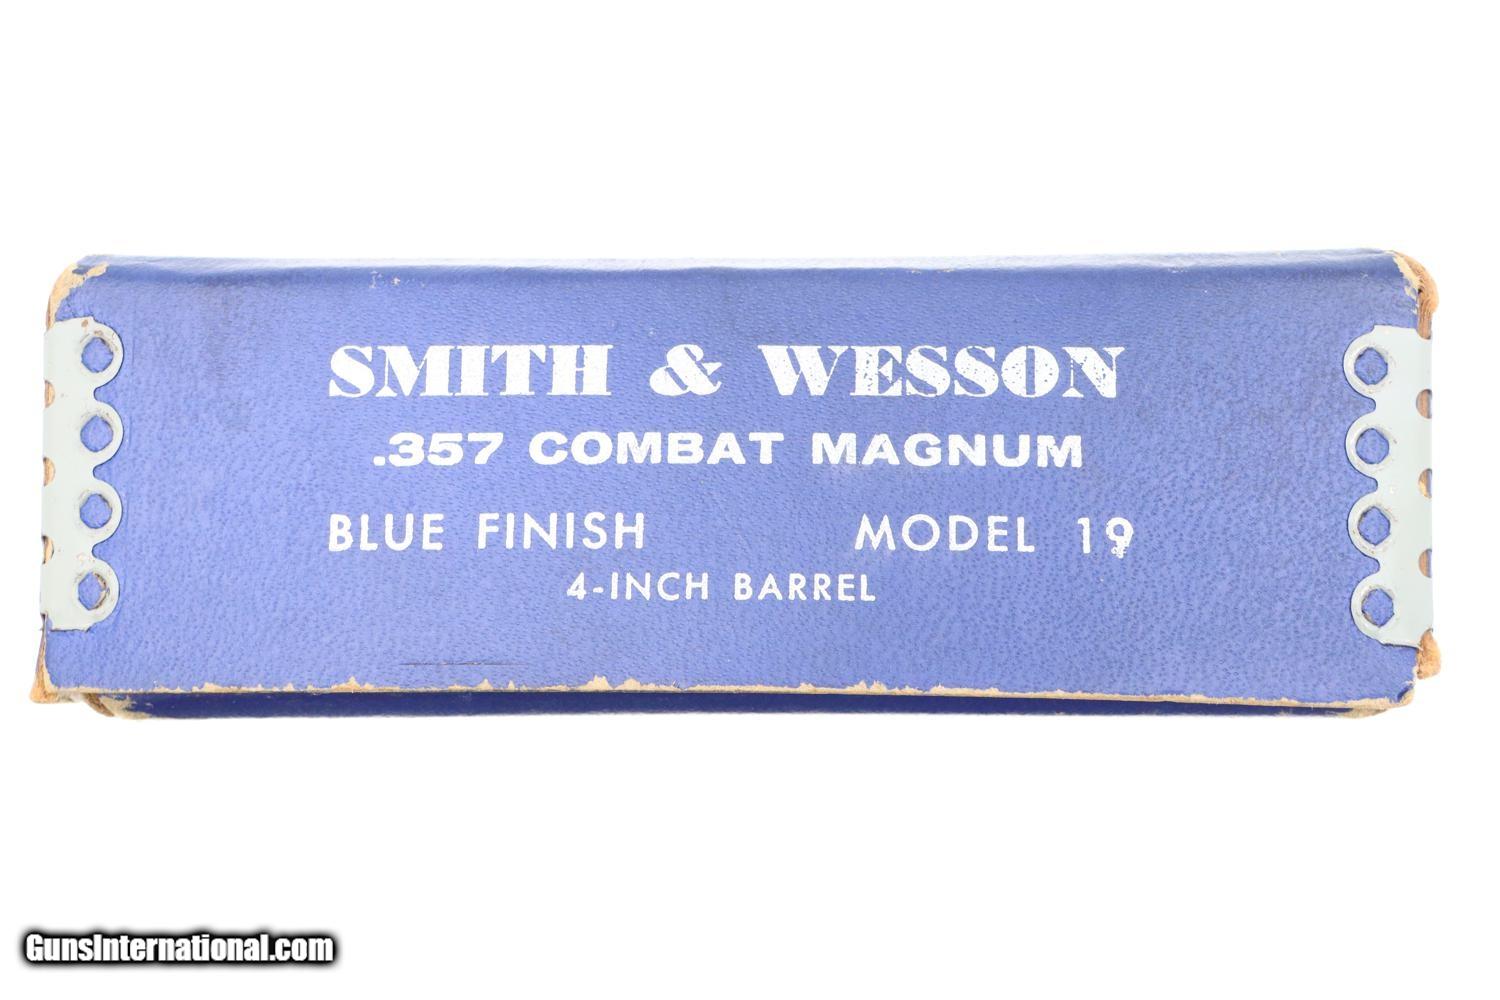 SMITH & WESSON
.357 COMBAT MAGNUM
BLUE FINISH MODEL 19
4-INCH BARREL
GunsInternational.com